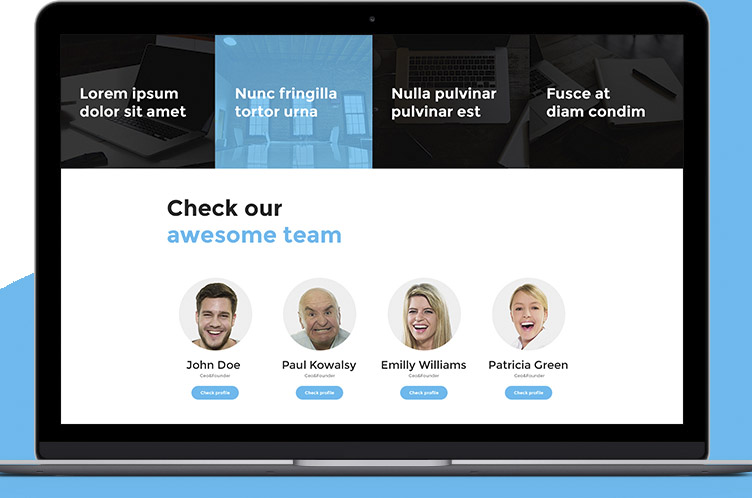 Lorem ipsum
dolor sit amet
Nunc fringilla
tortor urna
Nulla pulvinar
pulvinar est
Fusce at
diam condim
Check our
awesome team
John Doe
Paul Kowalsy
Emilly Williams
Patricia Green
Ceo&Founder
Ceo&Founder
Ceo&Founder
Ceo&Founder
Check profile
Check profile
Check profile
Check profile